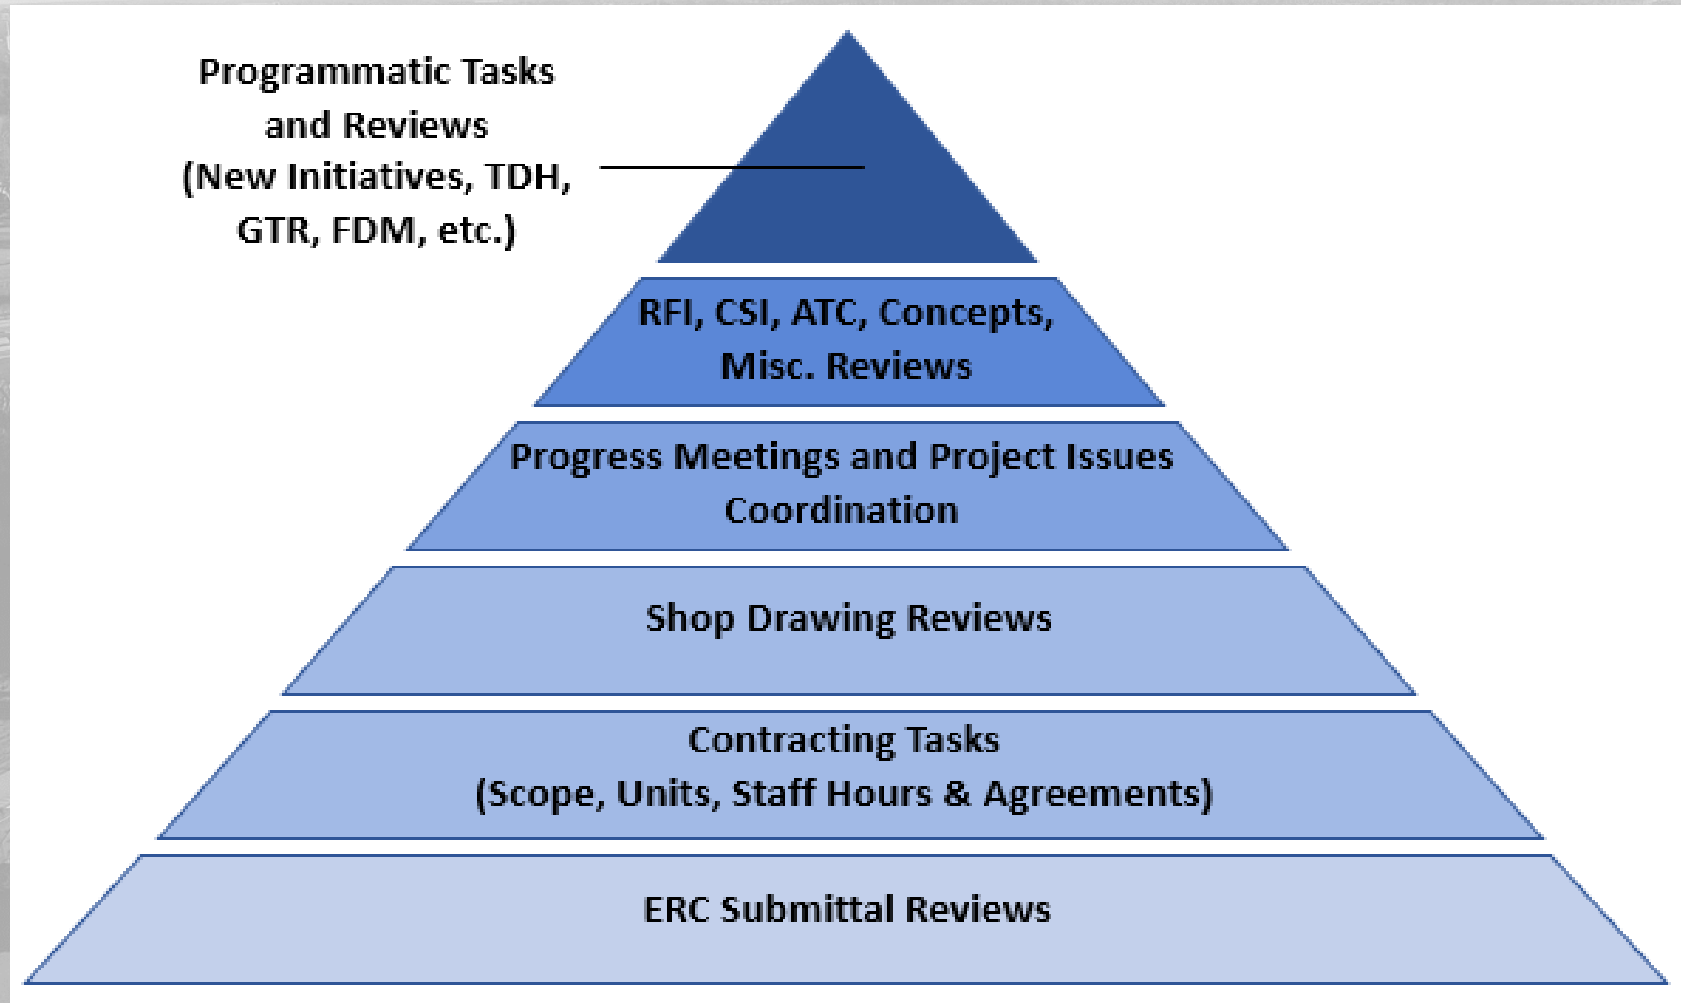 Programmatic Tasks
and Reviews
(New Initiatives, TDH,
GTR, FDM, etc.)
RFI, CSI, ATC, Concepts,
Misc. Reviews
Progress Meetings and Project Issues
Coordination
Shop Drawing Reviews
Contracting Tasks
(Scope, Units, Staff Hours & Agreements)
ERC Submittal Reviews